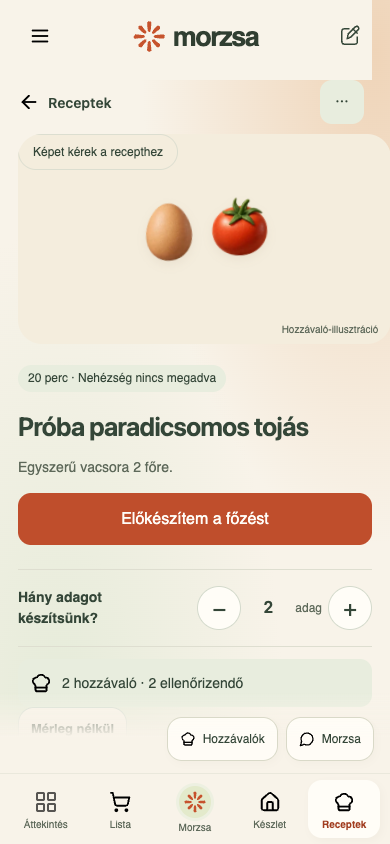 morzsa
Receptek
...
Képet kérek a recepthez
Hozzávaló-illusztráció
20 perc · Nehézség nincs megadva
Próba paradicsomos tojás
Egyszerű vacsora 2 főre.
Előkészítem a főzést
Hány adagot
készítsünk?
− 2 adag +
2 hozzávaló · 2 ellenőrizendő
Mérleg nélkül
Hozzávalók
Morzsa
Áttekintés
Lista
Morzsa
Készlet
Receptek